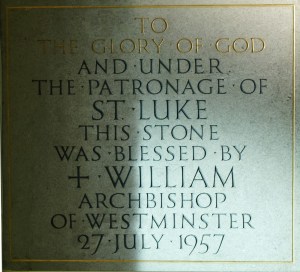 TO
THE·GLORY·OF·GOD
AND·UNDER
THE·PATRONAGE·OF
ST·LUKE
THIS·STONE
WAS·BLESSED·BY
+·WILLIAM
ARCHBISHOP
OF·WESTMINSTER
27·JULY·1957